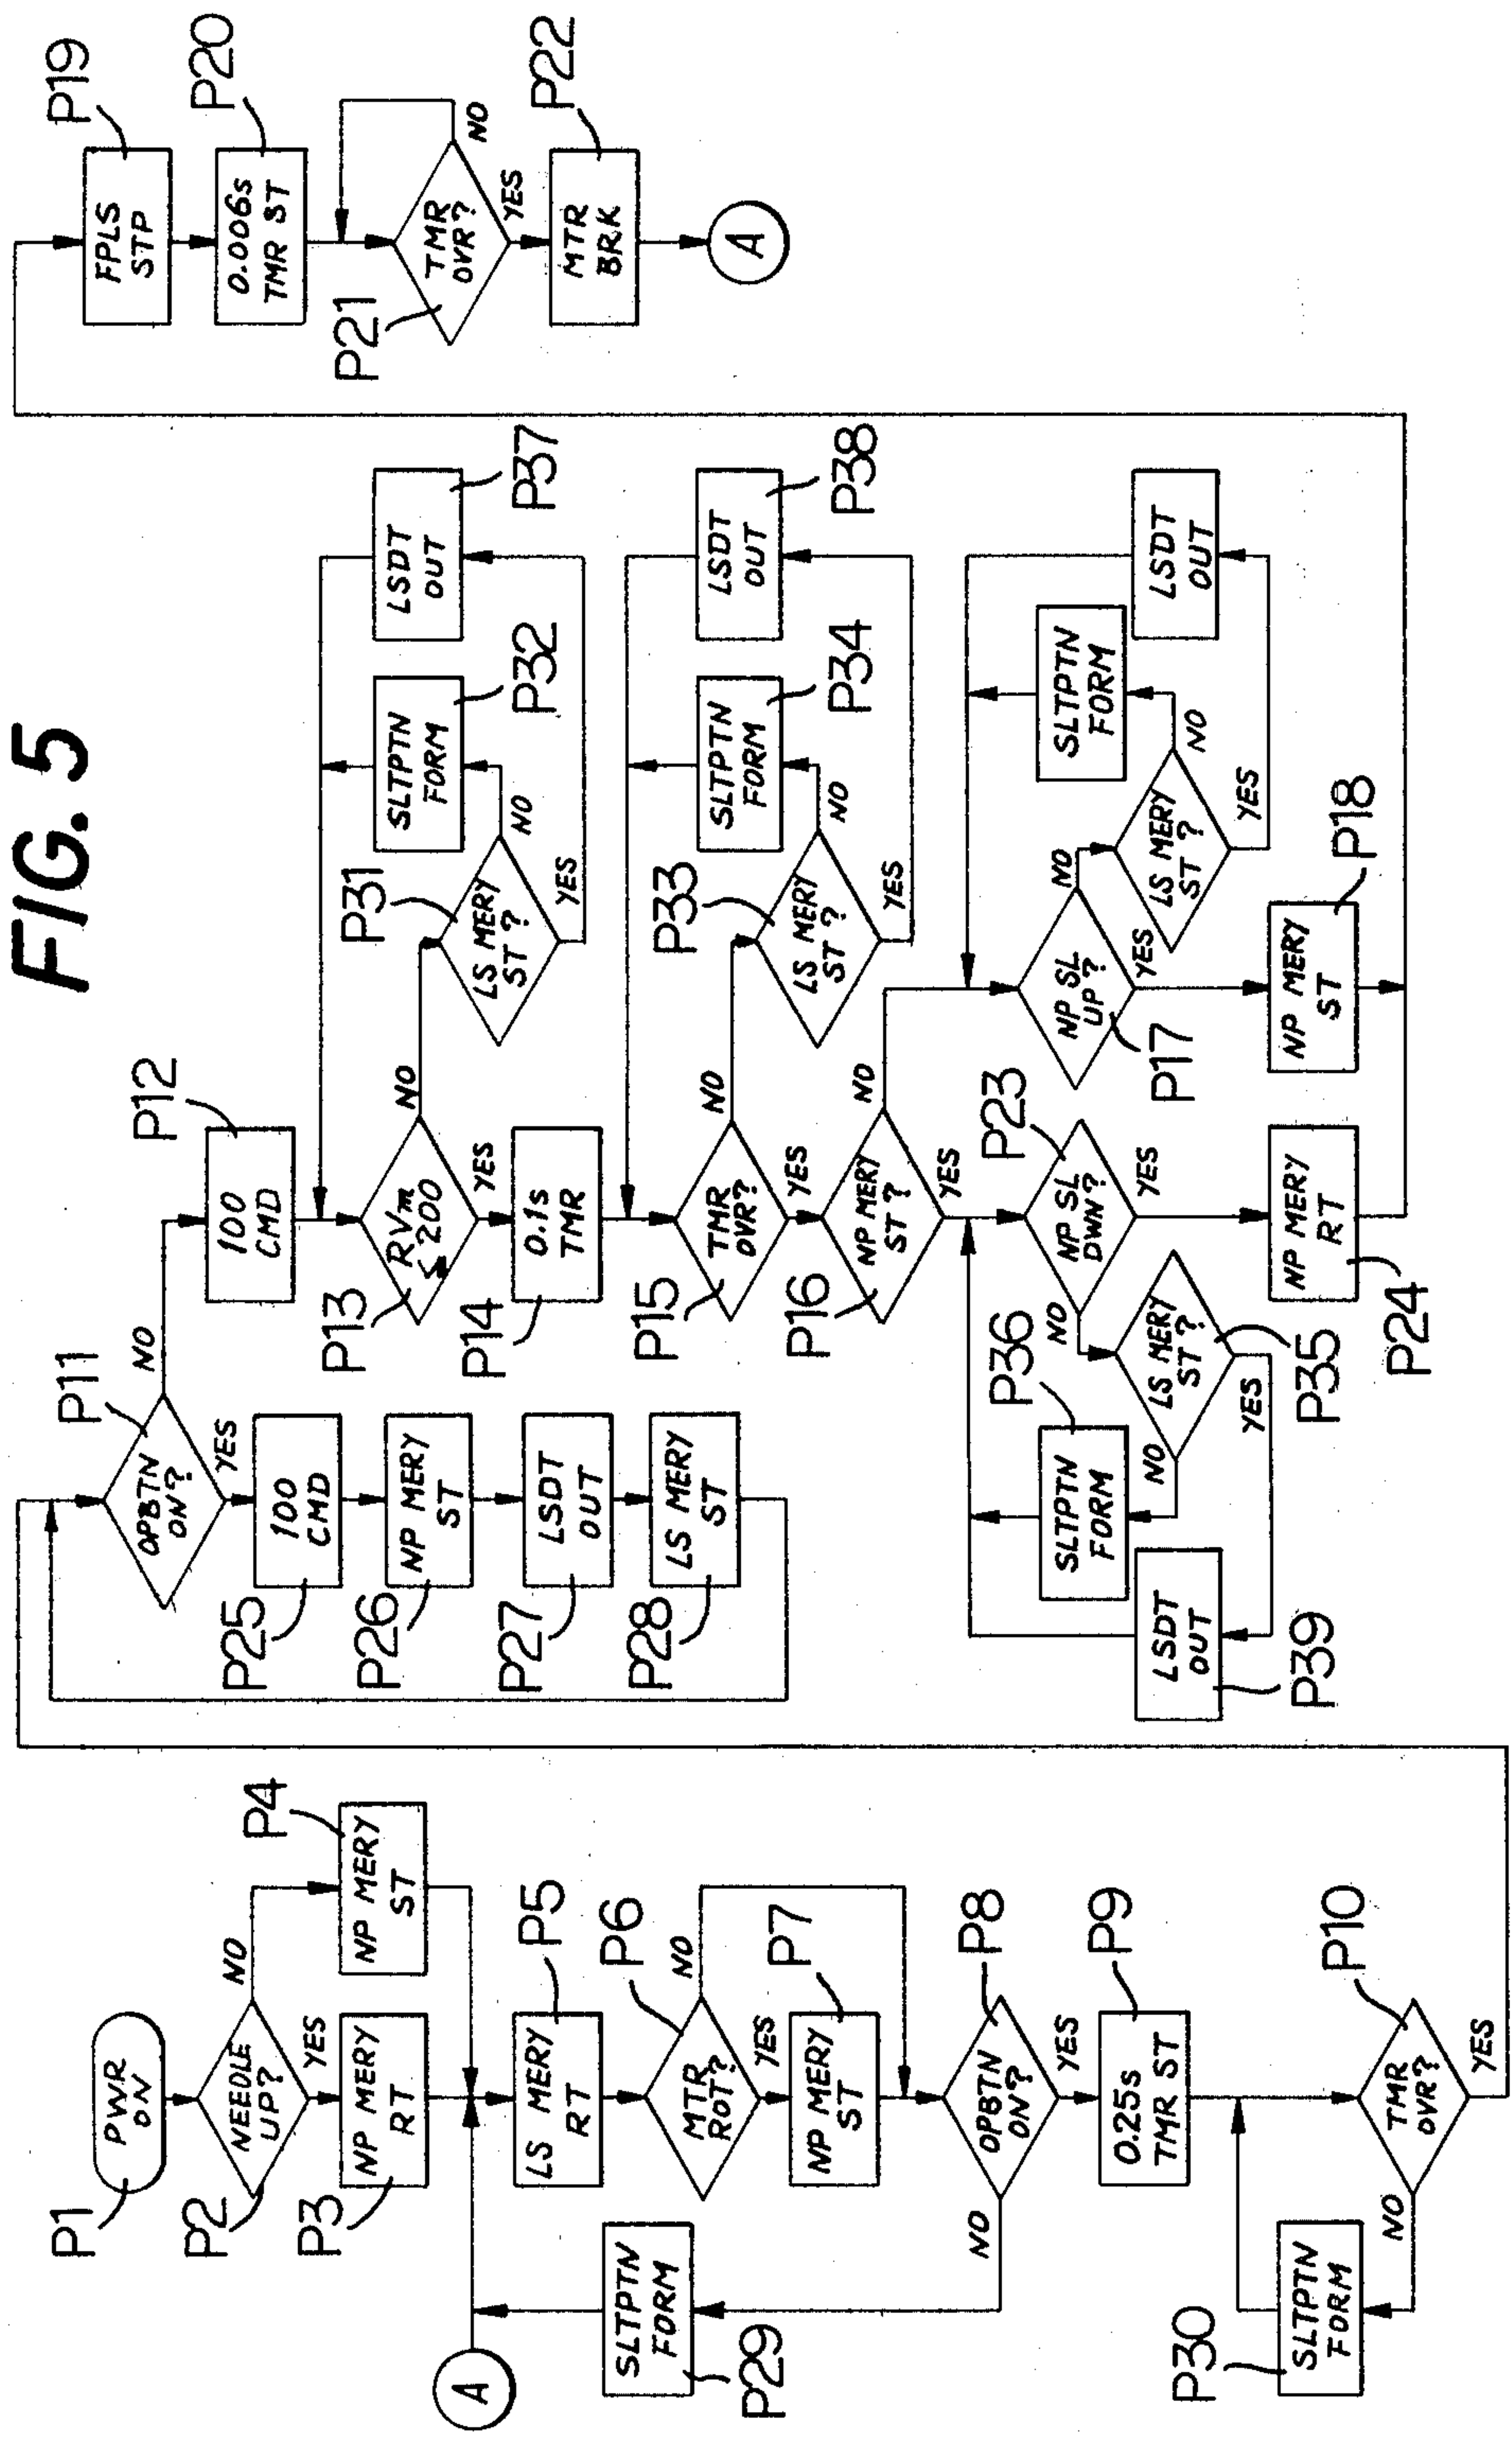 FIG. 5
P1
PWR
ON
P2
NEEDLE
UP?
NO
YES
P3
NP MERY
RT
P4
NP MERY
ST
A
P5
LS MERY
RT
P6
MTR
ROT?
NO
YES
P7
NP MERY
ST
P8
OPBTN
ON?
NO
YES
P29
SLTPTN
FORM
P9
0.25s
TMR ST
P10
TMR
OVR?
NO
YES
P30
SLTPTN
FORM
P11
OPBTN
ON?
NO
YES
P25
100
CMD
P26
NP MERY
ST
P27
LSDT
OUT
P28
LS MERY
ST
P12
100
CMD
P13
RVm
≤200
NO
YES
P31
LS MERY
ST?
NO
YES
P32
SLTPTN
FORM
P37
LSDT
OUT
P14
0.1s
TMR
P15
TMR
OVR?
NO
YES
P33
LS MERY
ST?
NO
YES
P34
SLTPTN
FORM
P38
LSDT
OUT
P16
NP MERY
ST?
NO
YES
P23
NP SL
DWN?
NO
YES
P35
LS MERY
ST?
NO
YES
P36
SLTPTN
FORM
P39
LSDT
OUT
P24
NP MERY
RT
P17
NP SL
UP?
NO
YES
LS MERY
ST?
NO
YES
SLTPTN
FORM
LSDT
OUT
P18
NP MERY
ST
P19
FPLS
STP
P20
0.006s
TMR ST
P21
TMR
OVR?
NO
YES
P22
MTR
BRK
A